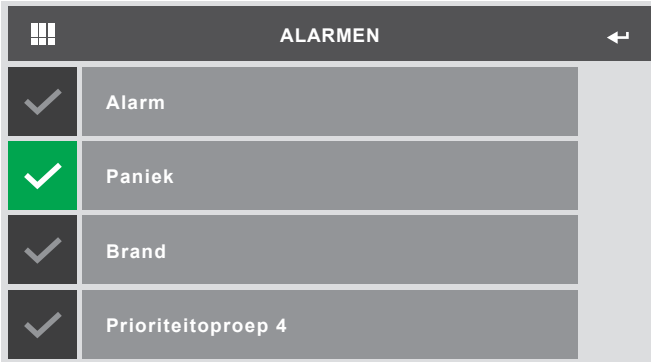 ALARMEN
Alarm
Paniek
Brand
Prioriteitoproep 4